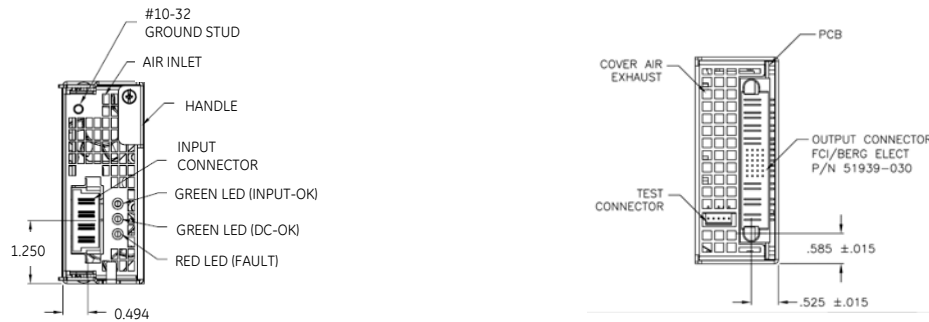 #10-32
GROUND STUD
AIR INLET
HANDLE
INPUT
CONNECTOR
GREEN LED (INPUT-OK)
GREEN LED (DC-OK)
RED LED (FAULT)
1.250
0.494
PCB
COVER AIR
EXHAUST
OUTPUT CONNECTOR
FCI/BERG ELECT
P/N 51939-030
TEST
CONNECTOR
.585 ±.015
.525 ±.015